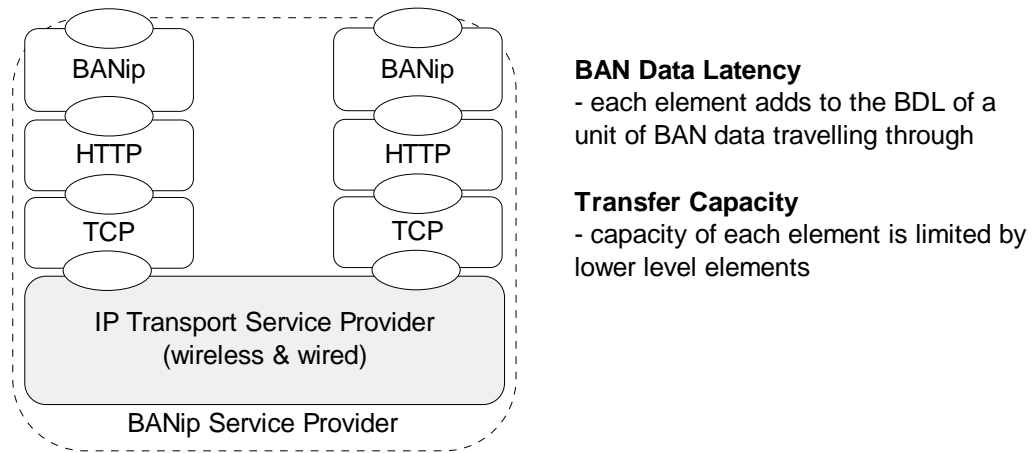 BANip
BANip
HTTP
HTTP
TCP
TCP
IP Transport Service Provider
(wireless & wired)
BANip Service Provider
BAN Data Latency
- each element adds to the BDL of a
unit of BAN data travelling through
Transfer Capacity
- capacity of each element is limited by
lower level elements